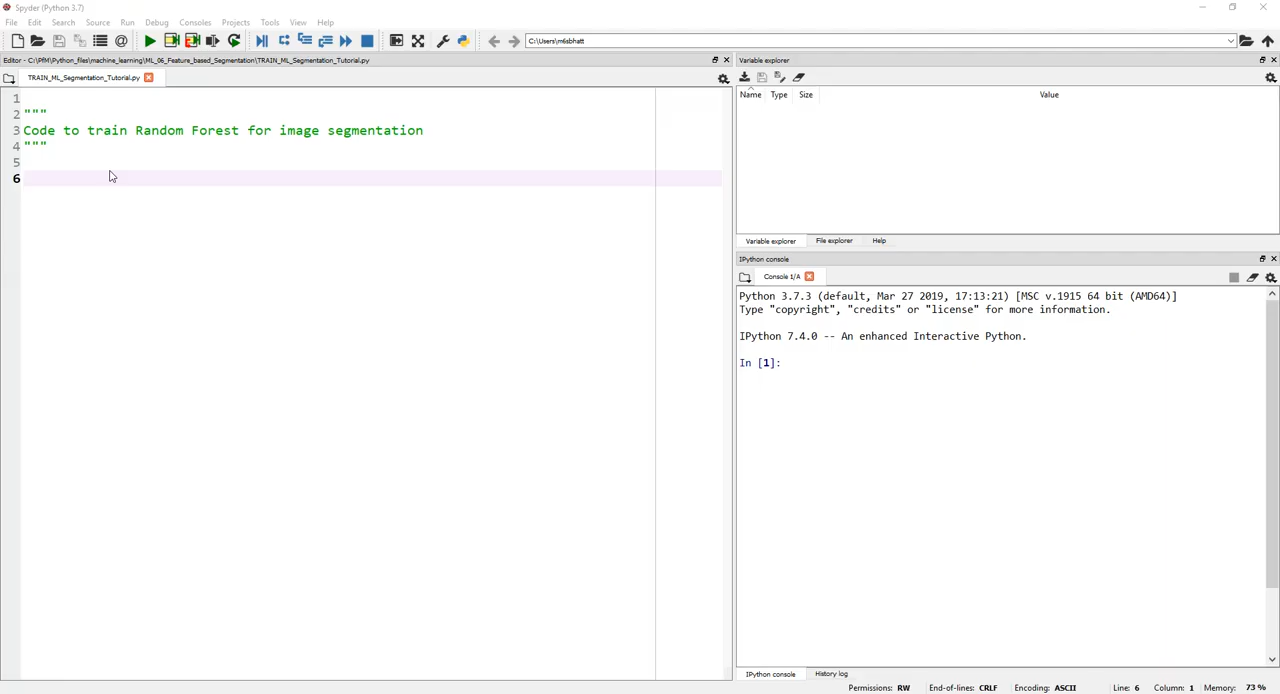 Spyder (Python 3.7)
File Edit Search Source Run Debug Consoles Projects Tools View Help
C:\Users\mlabhatt
Editor - C:\PfM\Python_files\machine_learning\ML_06_Feature_based_Segmentation\TRAIN_ML_Segmentation_Tutorial.py
TRAIN_ML_Segmentation_Tutorial.py
1
2 """
3 Code to train Random Forest for image segmentation
4 """
5
6
Variable explorer
Name Type Size Value
Variable explorer File explorer Help
IPython console
Console 1/A
Python 3.7.3 (default, Mar 27 2019, 17:13:21) [MSC v.1915 64 bit (AMD64)]
Type "copyright", "credits" or "license" for more information.
IPython 7.4.0 -- An enhanced Interactive Python.
In [1]:
IPython console History log
Permissions: RW End-of-lines: CRLF Encoding: ASCII Line: 6 Column: 1 Memory: 73 %